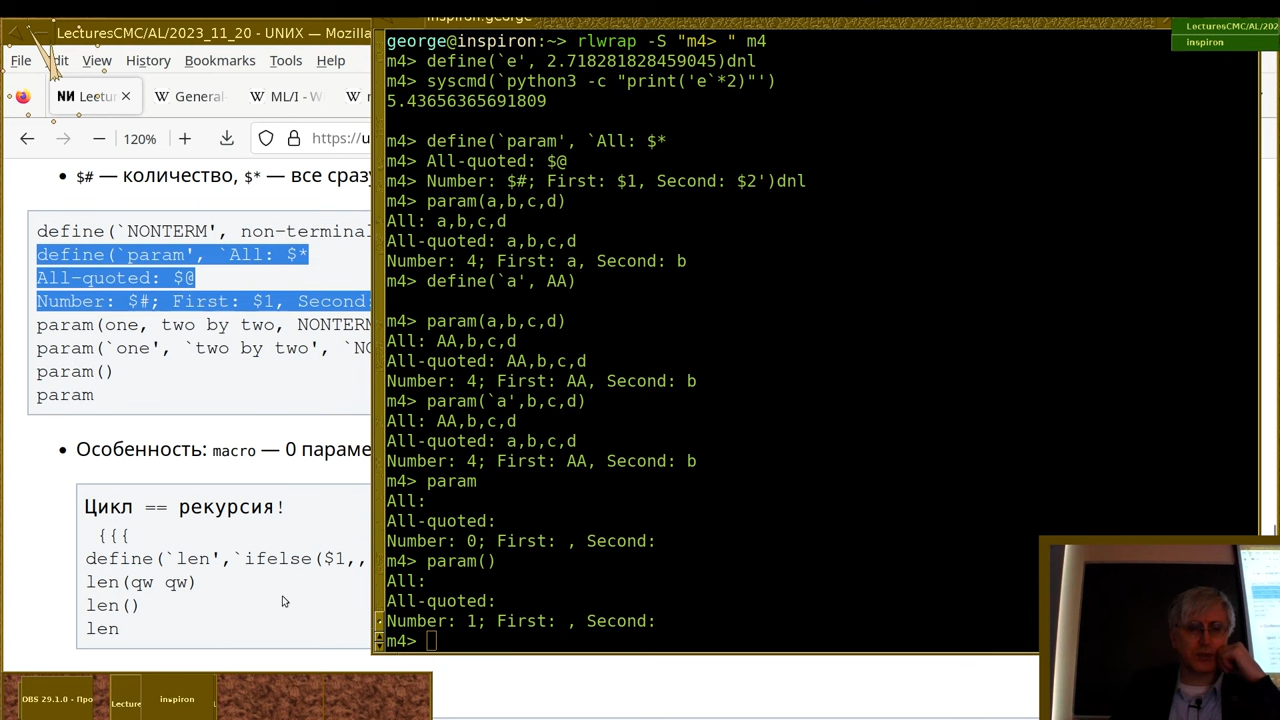 inspiron.george
LecturesCMC/AL/2023_11_20 - UNИX — Mozilla
File Edit View History Bookmarks Tools Help
Lectu
General-
ML/I - W
120%
https://u
$# — количество, $* — все сразу
define(`NONTERM', non-terminal
define(`param', `All: $*
All-quoted: $@
Number: $#; First: $1, Second:
param(one, two by two, NONTERM
param(`one', `two by two', `NO
param()
param
Особенность: macro — 0 параме
Цикл == рекурсия!
{{{
define(`len',`ifelse($1,,
len(qw qw)
len()
len
george@inspiron:~> rlwrap -S "m4> " m4
m4> define(`e', 2.718281828459045)dnl
m4> syscmd(`python3 -c "print('e`*2)"')
5.43656365691809
m4> define(`param', `All: $*
m4> All-quoted: $@
m4> Number: $#; First: $1, Second: $2')dnl
m4> param(a,b,c,d)
All: a,b,c,d
All-quoted: a,b,c,d
Number: 4; First: a, Second: b
m4> define(`a', AA)
m4> param(a,b,c,d)
All: AA,b,c,d
All-quoted: AA,b,c,d
Number: 4; First: AA, Second: b
m4> param(`a',b,c,d)
All: AA,b,c,d
All-quoted: a,b,c,d
Number: 4; First: AA, Second: b
m4> param
All:
All-quoted:
Number: 0; First: , Second:
m4> param()
All:
All-quoted:
Number: 1; First: , Second:
m4>
LecturesCMC/AL/202
inspiron
OBS 29.1.0 - Про
Lecture
inspiron